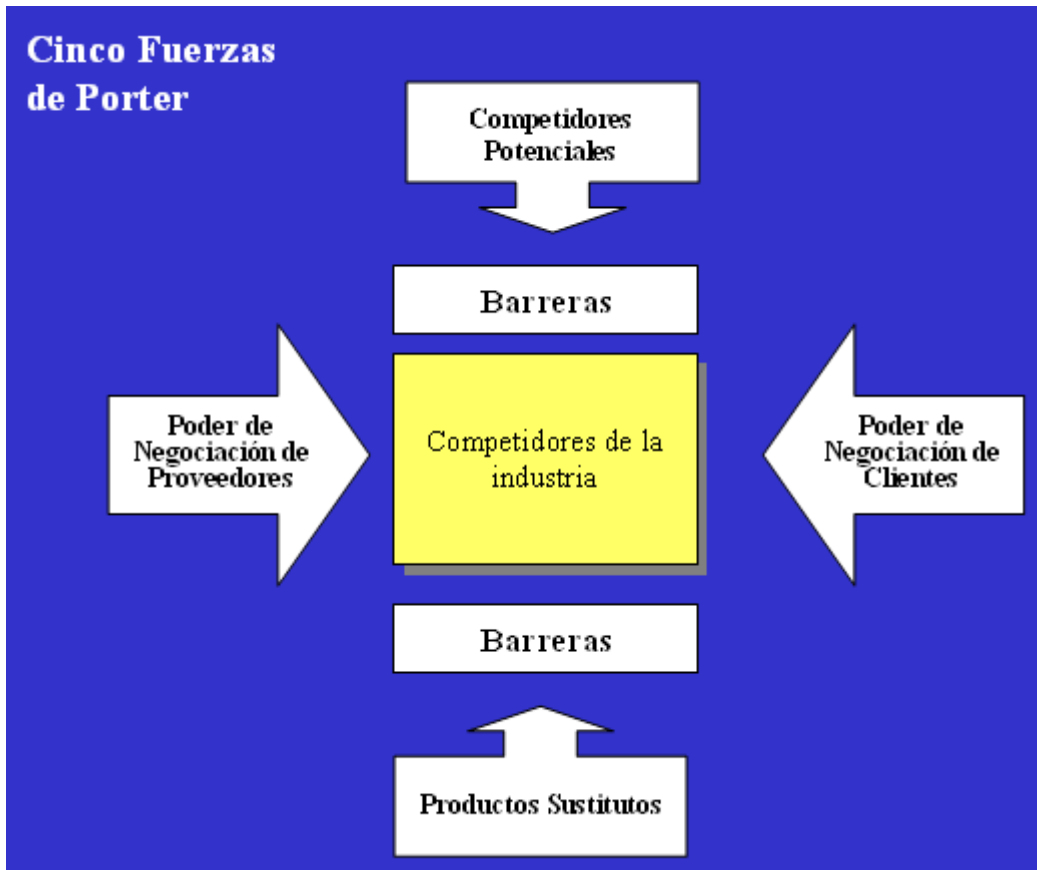 Cinco Fuerzas
de Porter
Competidores
Potenciales
Barreras
Poder de
Negociación de
Proveedores
Competidores de la
industria
Poder de
Negociación de
Clientes
Barreras
Productos Sustitutos